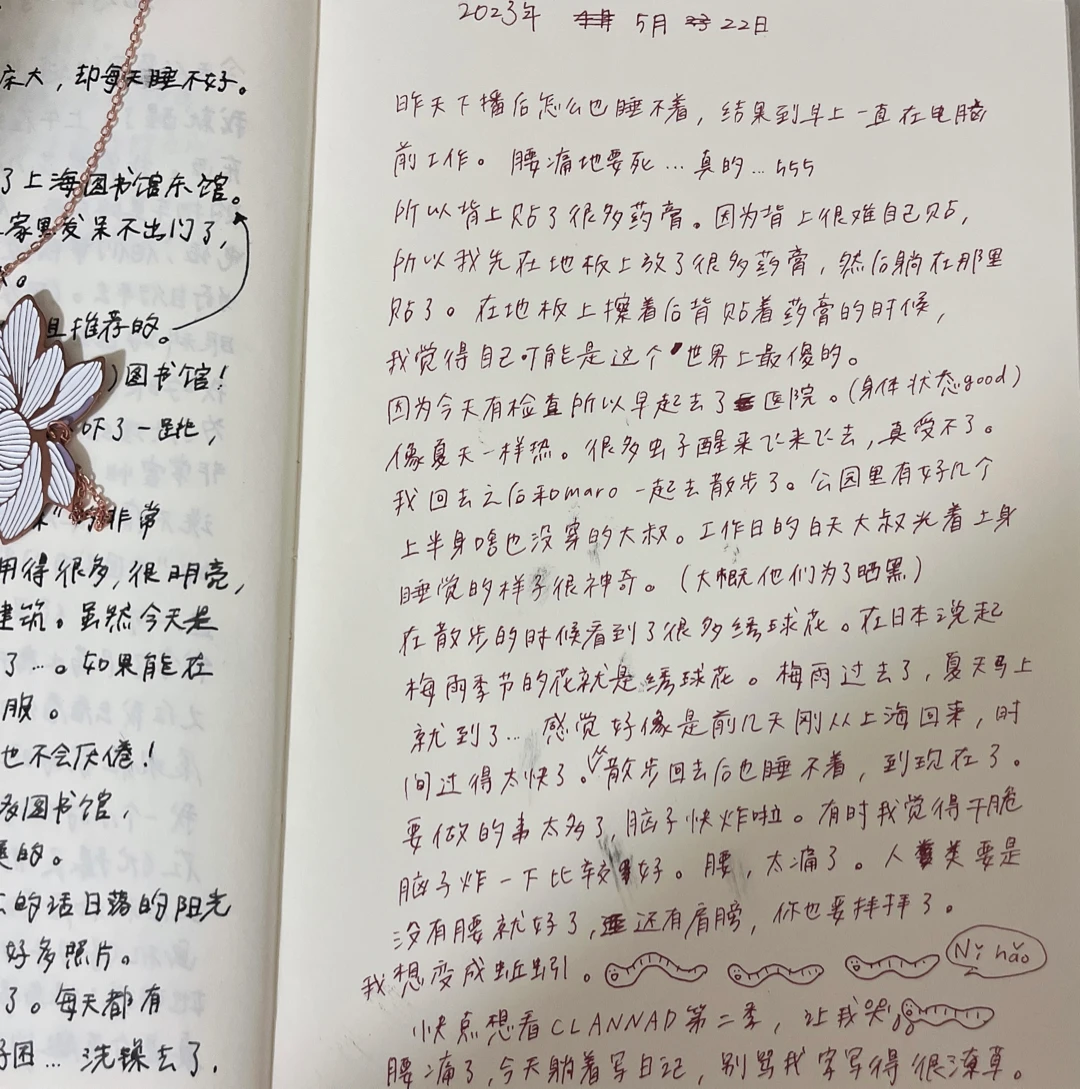 床大，却每天睡不好。
了上海图书馆东馆。
家里发呆不出门了，
且推荐的。
图书馆！
吓了一跳，
非常
用得很多，很明亮，
建筑。虽然今天是
了…。如果能在
服。
也不会厌倦！
图书馆，
的。
的话日落的阳光
好多照片。
了。每天都有
好困…洗澡去了，
2023年 5月 22日
昨天下播后怎么也睡不着，结果到早上一直在电脑
前工作。腰痛地要死…真的…555
所以背上贴了很多药膏。因为背上很难自己贴，
所以我先在地板上放了很多药膏，然后躺在那里
贴了。在地板上擦着后背贴着药膏的时候，
我觉得自己可能是这个世界上最傻的。
因为今天有检查所以早起去了医院。（身体状态good）
像夏天一样热。很多虫子醒来飞来飞去，真受不了。
我回去之后和maro一起去散步了。公园里有好几个
上半身啥也没穿的大叔。工作日的白天大叔光着上身
睡觉的样子很神奇。（大概他们为了晒黑）
在散步的时候看到了很多绣球花。在日本说起
梅雨季节的花就是绣球花。梅雨过去了，夏天马上
就到了…感觉好像是前几天刚从上海回来，时
间过得太快了。^^散步回去后也睡不着，到现在了。
要做的事太多了，脑子快炸啦。有时我觉得干脆
脑子炸一下比较好。腰，太痛了。人类要是
没有腰就好了，还有肩膀，你也要拜拜了。
我想变成蚯蚓。 Nǐ hǎo
快点想看CLANNAD第二季，让我哭
腰痛了，今天躺着写日记，别骂我字写得很潦草。